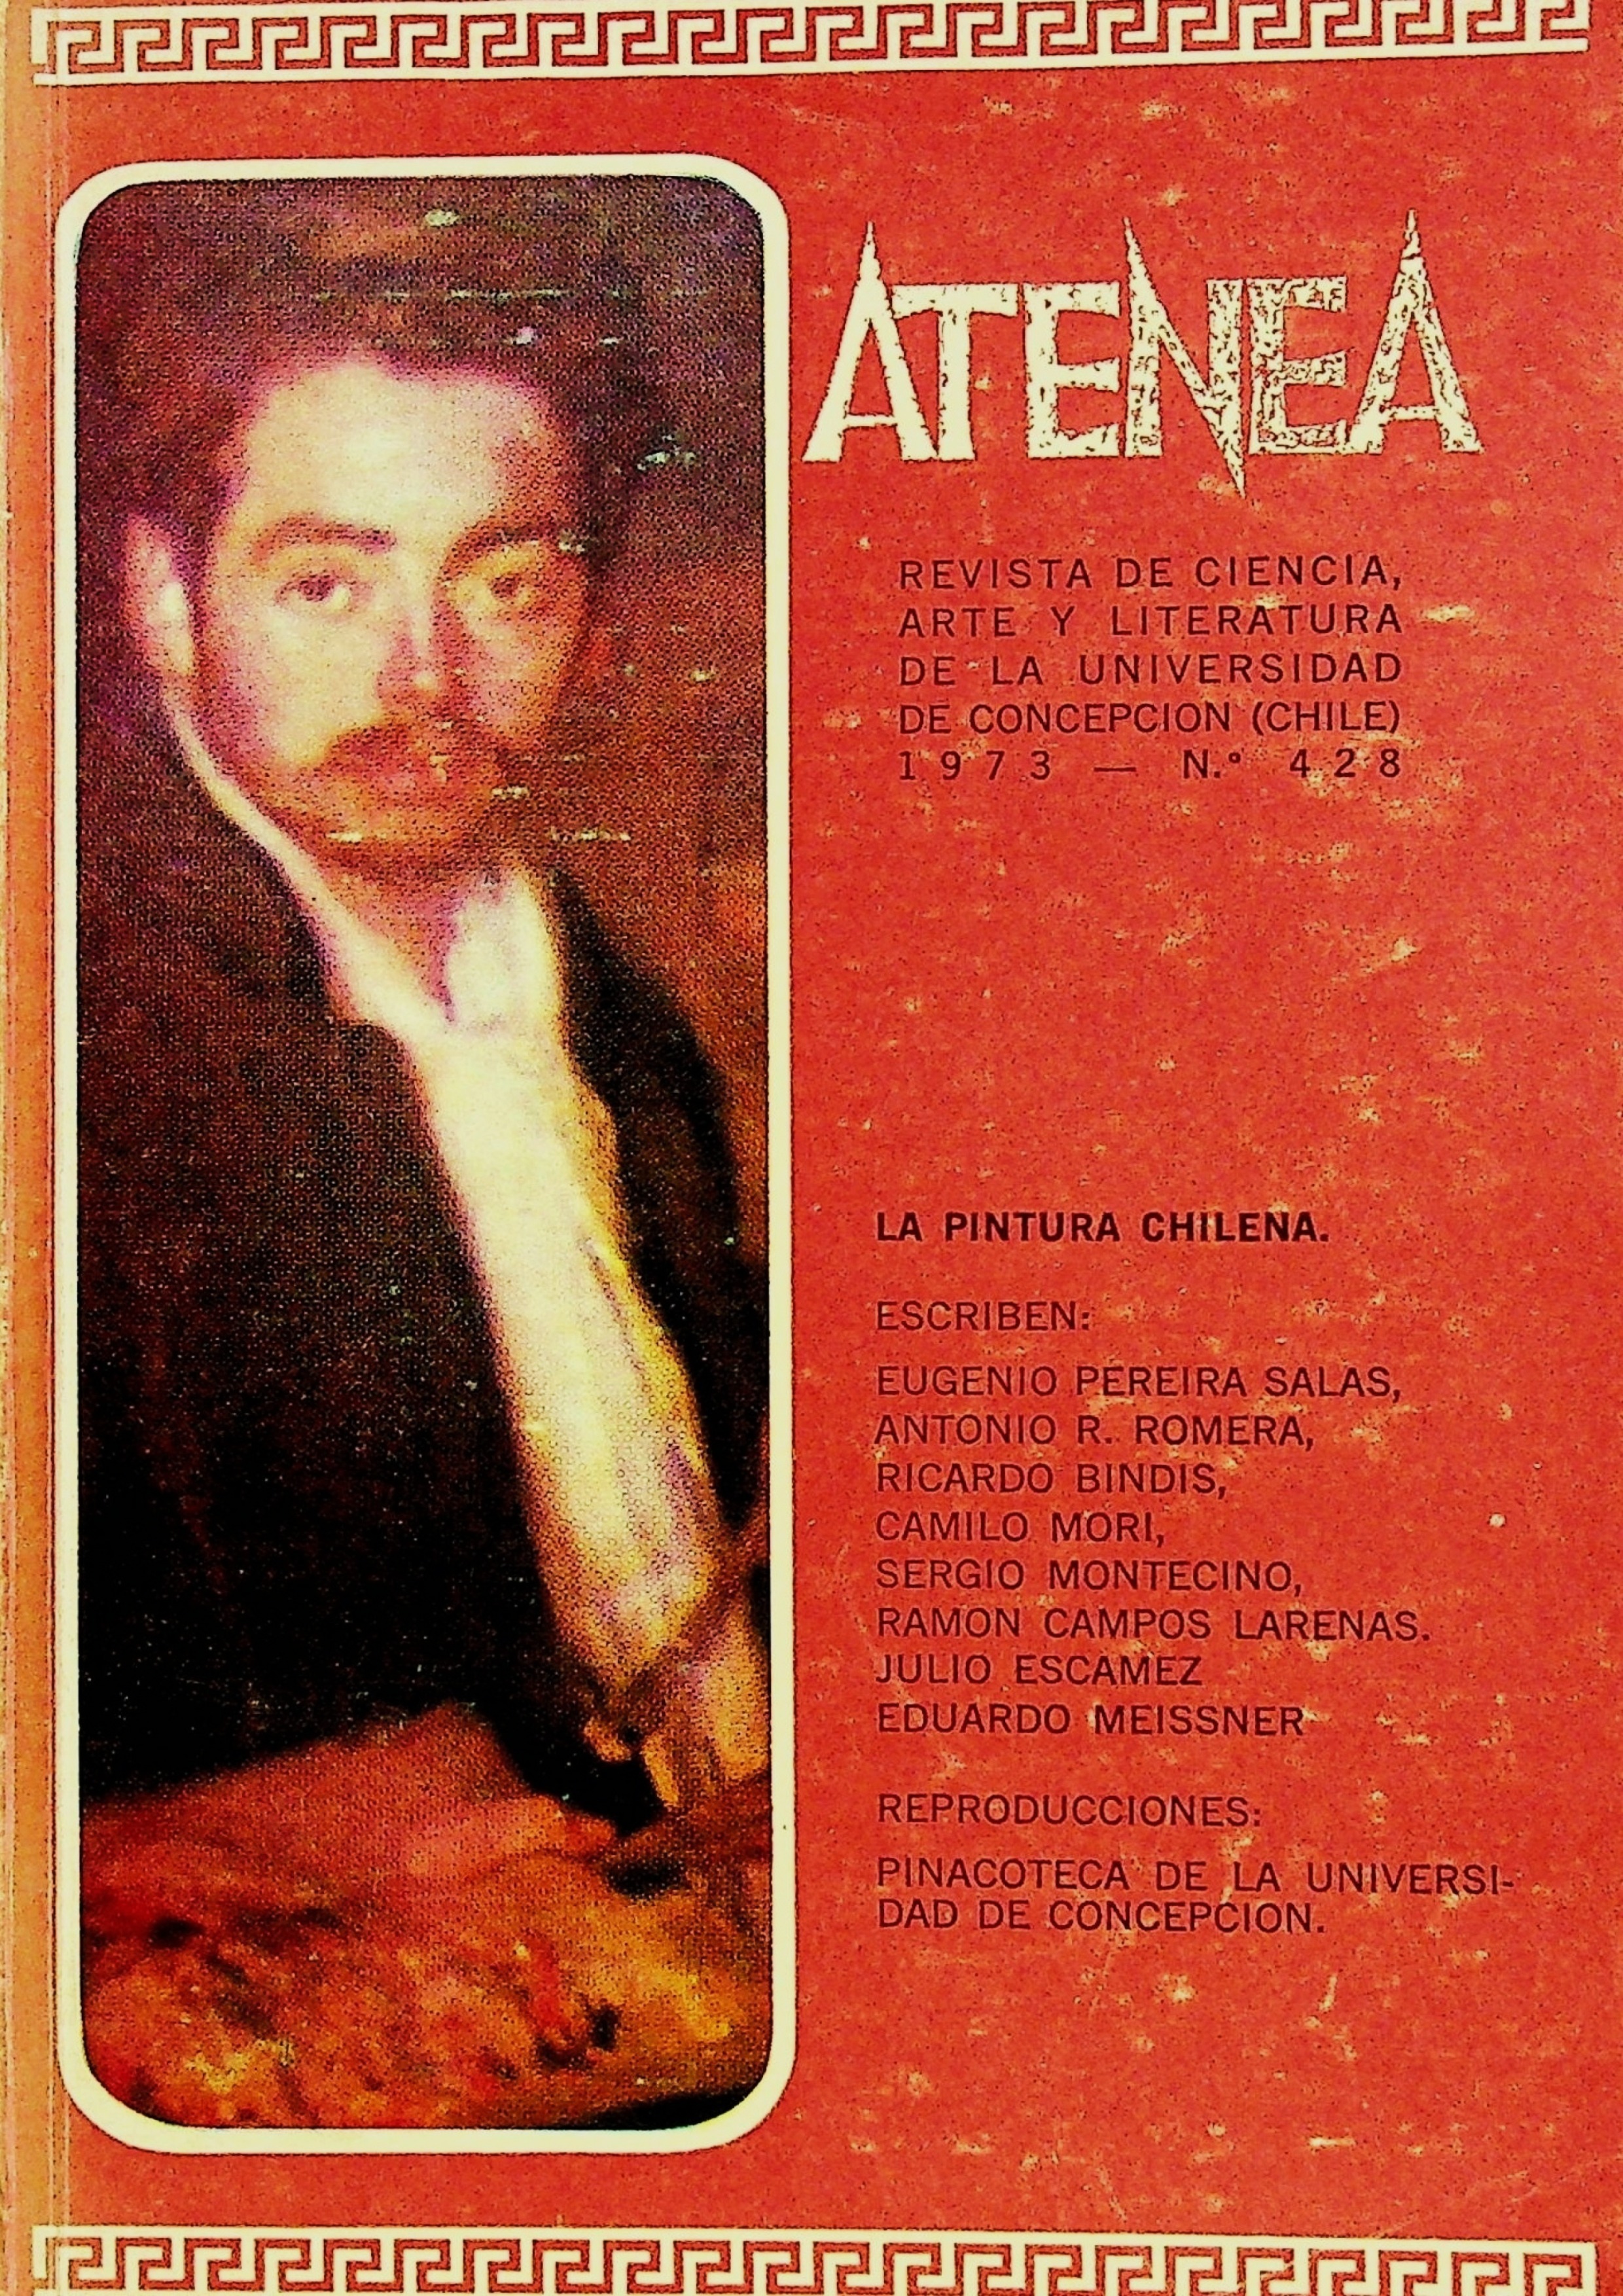 ATENEA
REVISTA DE CIENCIA,
ARTE Y LITERATURA
DE LA UNIVERSIDAD
DE CONCEPCION (CHILE)
1973 — N.° 428
LA PINTURA CHILENA.
ESCRIBEN:
EUGENIO PEREIRA SALAS,
ANTONIO R. ROMERA,
RICARDO BINDIS,
CAMILO MORI,
SERGIO MONTECINO,
RAMON CAMPOS LARENAS.
JULIO ESCAMEZ
EDUARDO MEISSNER
REPRODUCCIONES:
PINACOTECA DE LA UNIVERSI-
DAD DE CONCEPCION.